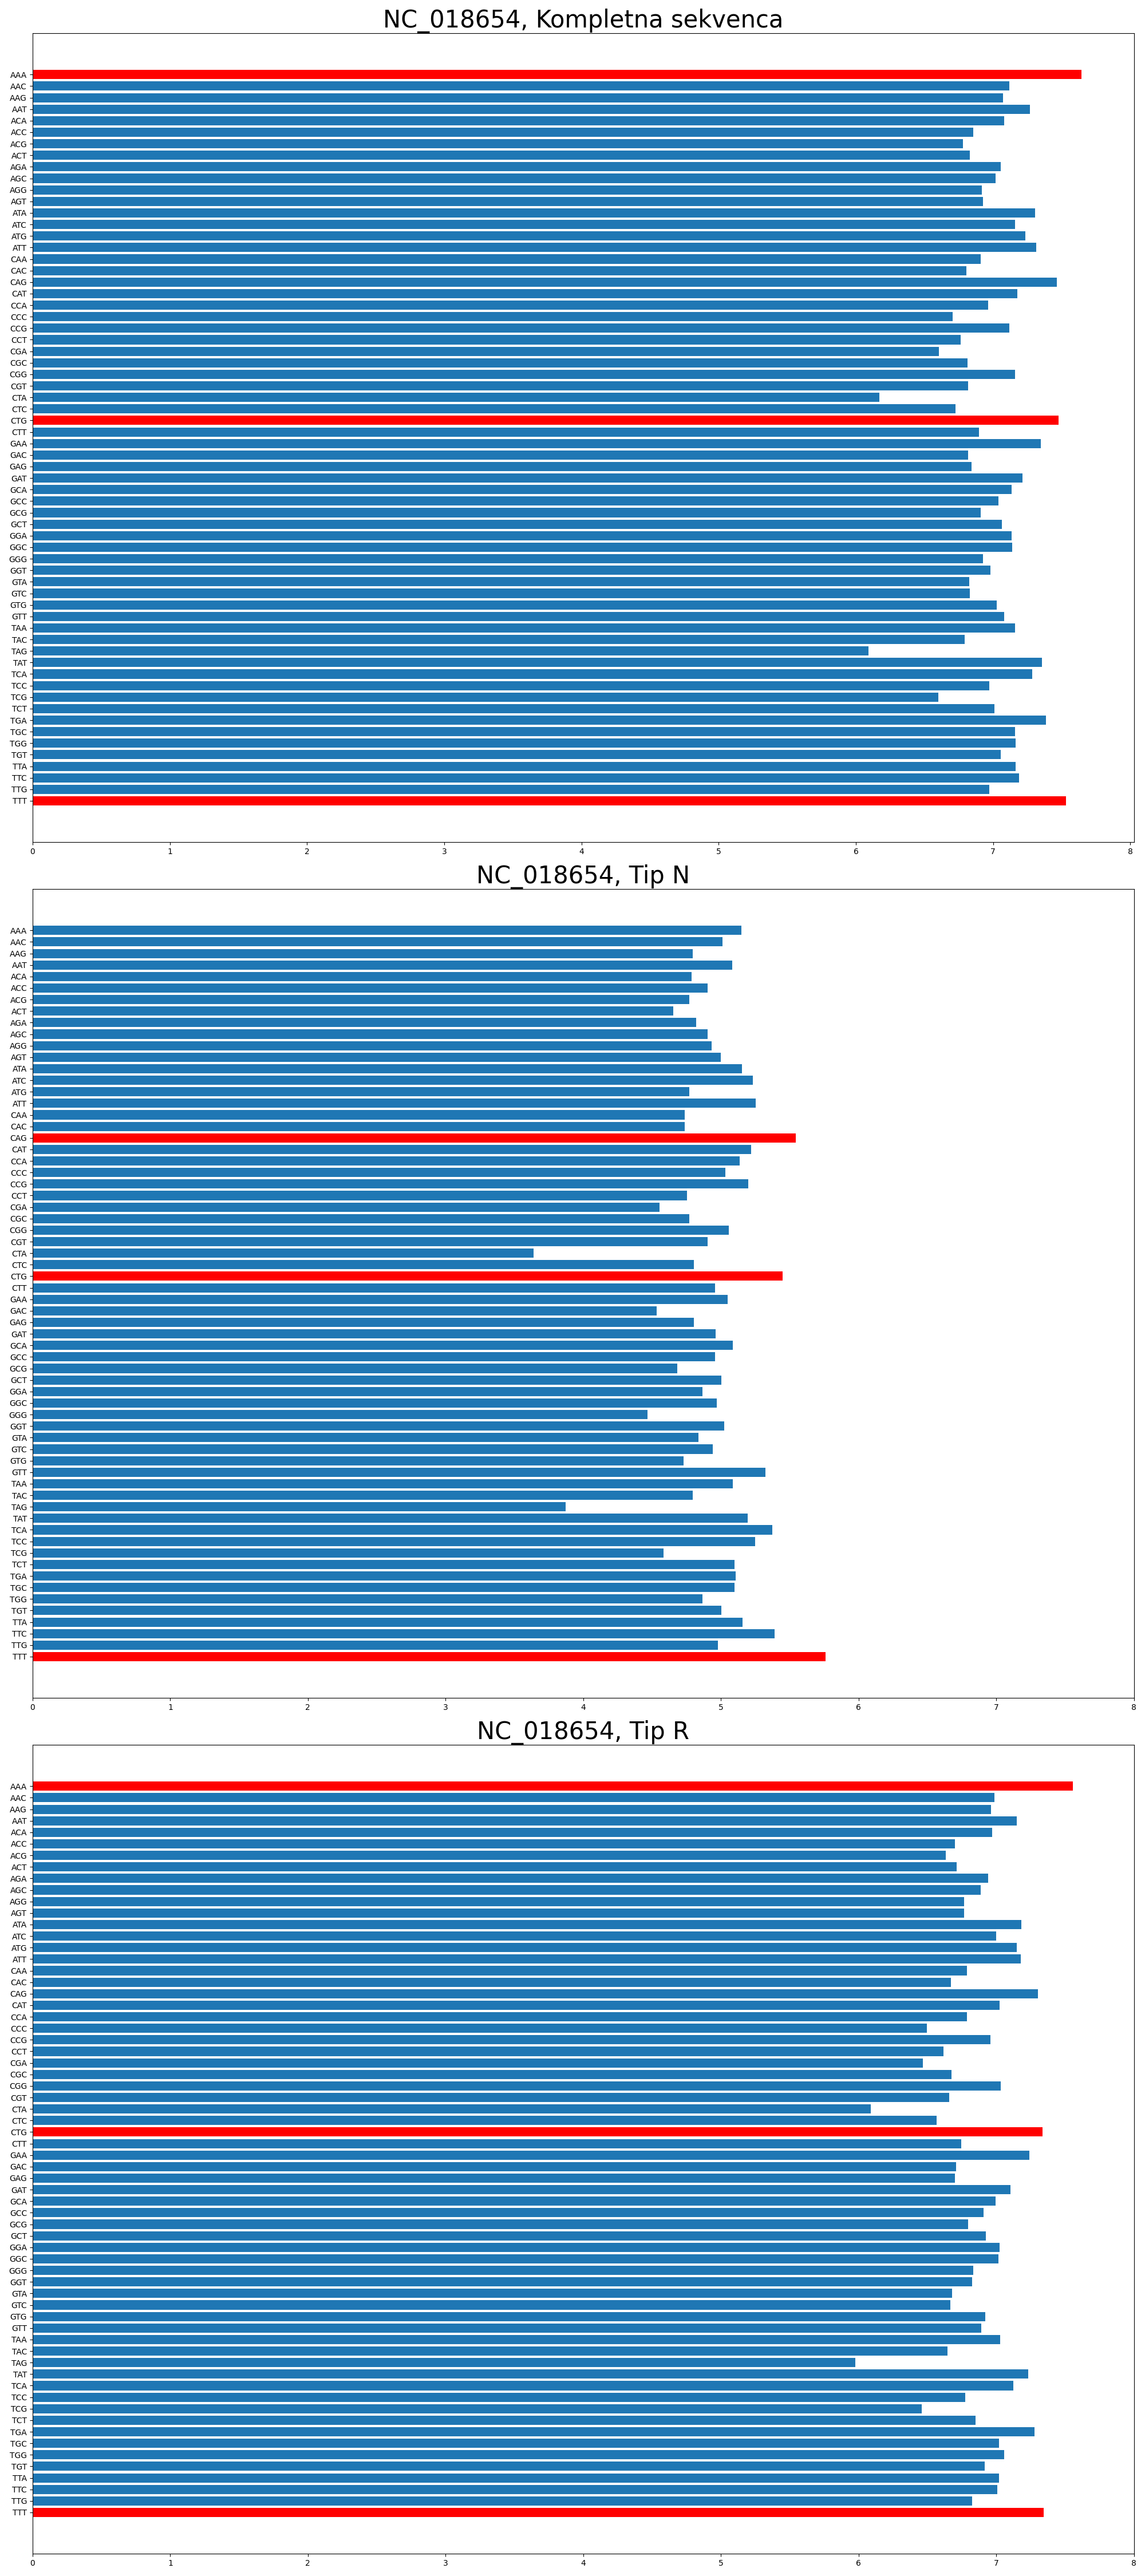 NC_018654, Kompletna sekvenca
AAA
AAC
AAG
AAT
ACA
ACC
ACG
ACT
AGA
AGC
AGG
AGT
ATA
ATC
ATG
ATT
CAA
CAC
CAG
CAT
CCA
CCC
CCG
CCT
CGA
CGC
CGG
CGT
CTA
CTC
CTG
CTT
GAA
GAC
GAG
GAT
GCA
GCC
GCG
GCT
GGA
GGC
GGG
GGT
GTA
GTC
GTG
GTT
TAA
TAC
TAG
TAT
TCA
TCC
TCG
TCT
TGA
TGC
TGG
TGT
TTA
TTC
TTG
TTT
0 1 2 3 4 5 6 7 8
NC_018654, Tip N
AAA
AAC
AAG
AAT
ACA
ACC
ACG
ACT
AGA
AGC
AGG
AGT
ATA
ATC
ATG
ATT
CAA
CAC
CAG
CAT
CCA
CCC
CCG
CCT
CGA
CGC
CGG
CGT
CTA
CTC
CTG
CTT
GAA
GAC
GAG
GAT
GCA
GCC
GCG
GCT
GGA
GGC
GGG
GGT
GTA
GTC
GTG
GTT
TAA
TAC
TAG
TAT
TCA
TCC
TCG
TCT
TGA
TGC
TGG
TGT
TTA
TTC
TTG
TTT
0 1 2 3 4 5 6 7 8
NC_018654, Tip R
AAA
AAC
AAG
AAT
ACA
ACC
ACG
ACT
AGA
AGC
AGG
AGT
ATA
ATC
ATG
ATT
CAA
CAC
CAG
CAT
CCA
CCC
CCG
CCT
CGA
CGC
CGG
CGT
CTA
CTC
CTG
CTT
GAA
GAC
GAG
GAT
GCA
GCC
GCG
GCT
GGA
GGC
GGG
GGT
GTA
GTC
GTG
GTT
TAA
TAC
TAG
TAT
TCA
TCC
TCG
TCT
TGA
TGC
TGG
TGT
TTA
TTC
TTG
TTT
0 1 2 3 4 5 6 7 8